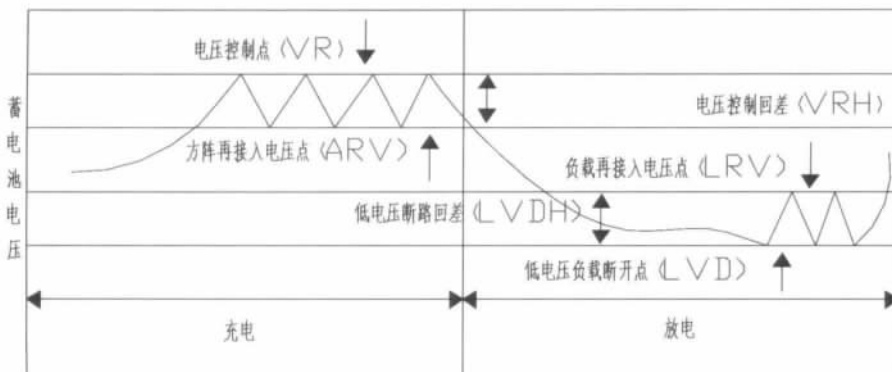 电压控制点(VR)
电压控制回差(VRH)
蓄电池电压
方阵再接入电压点(ARV)
负载再接入电压点(LRV)
低电压断路回差(LVDH)
低电压负载断开点(LVD)
充电
放电